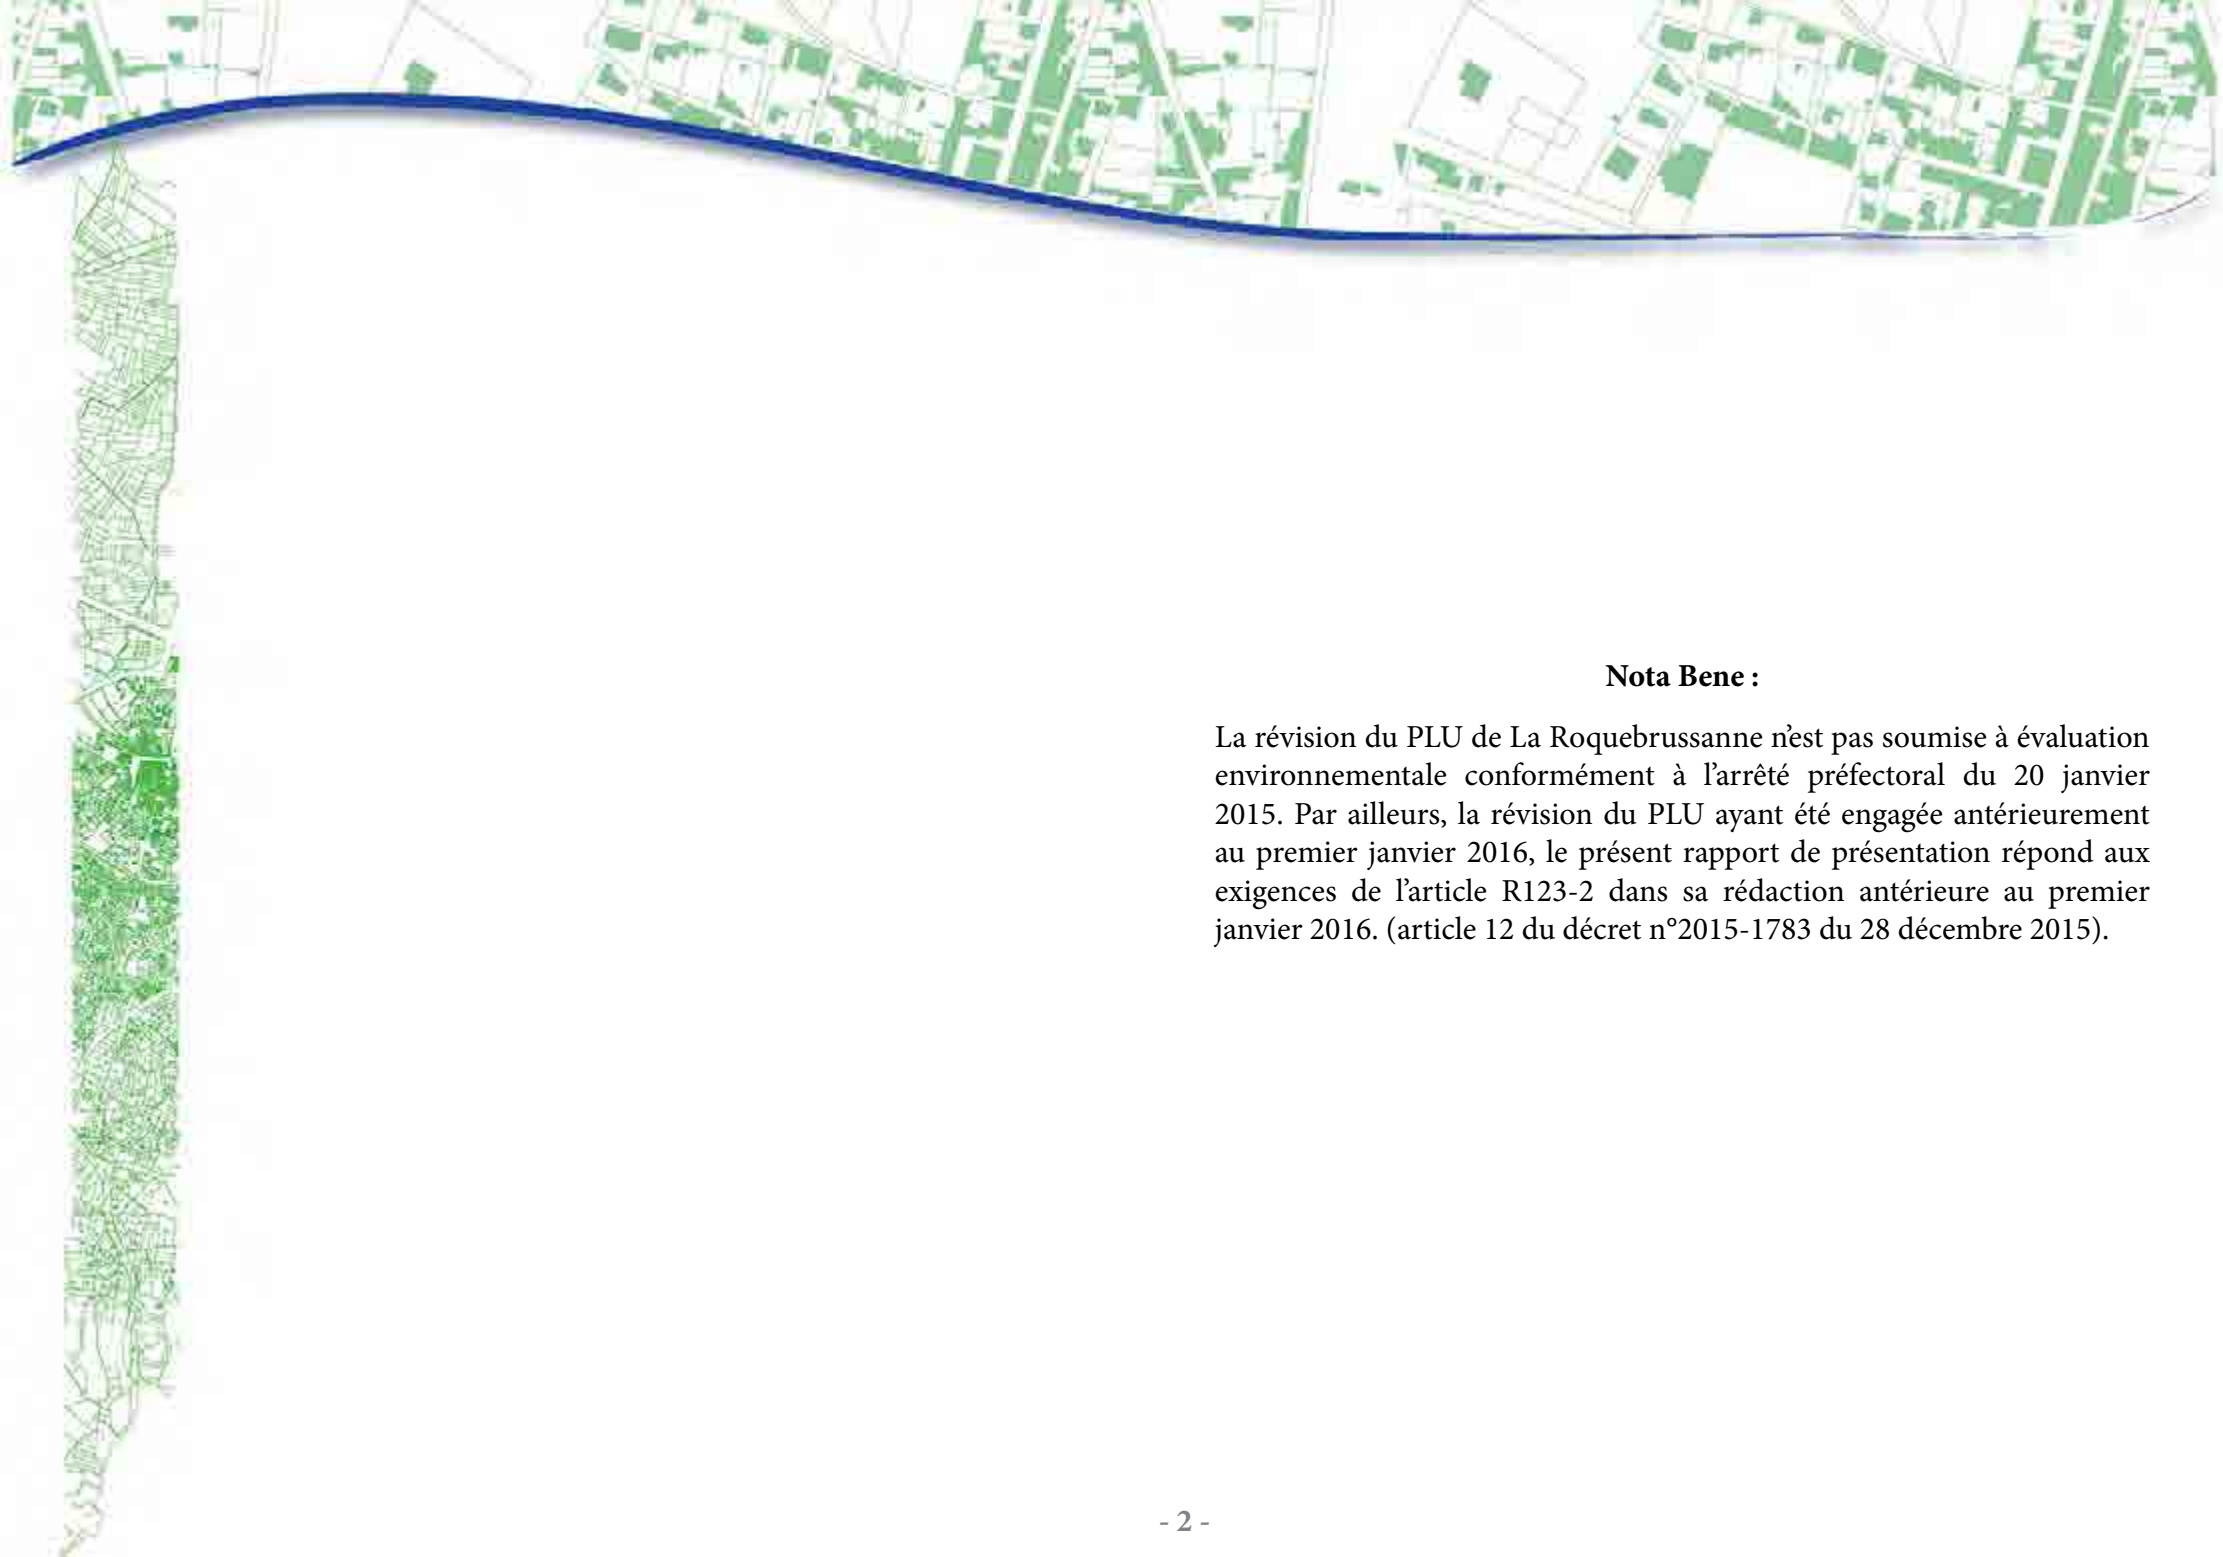 Nota Bene :
La révision du PLU de La Roquebrussanne n'est pas soumise à évaluation
environnementale conformément à l'arrêté préfectoral du 20 janvier
2015. Par ailleurs, la révision du PLU ayant été engagée antérieurement
au premier janvier 2016, le présent rapport de présentation répond aux
exigences de l'article R123-2 dans sa rédaction antérieure au premier
janvier 2016. (article 12 du décret n°2015-1783 du 28 décembre 2015).
- 2 -